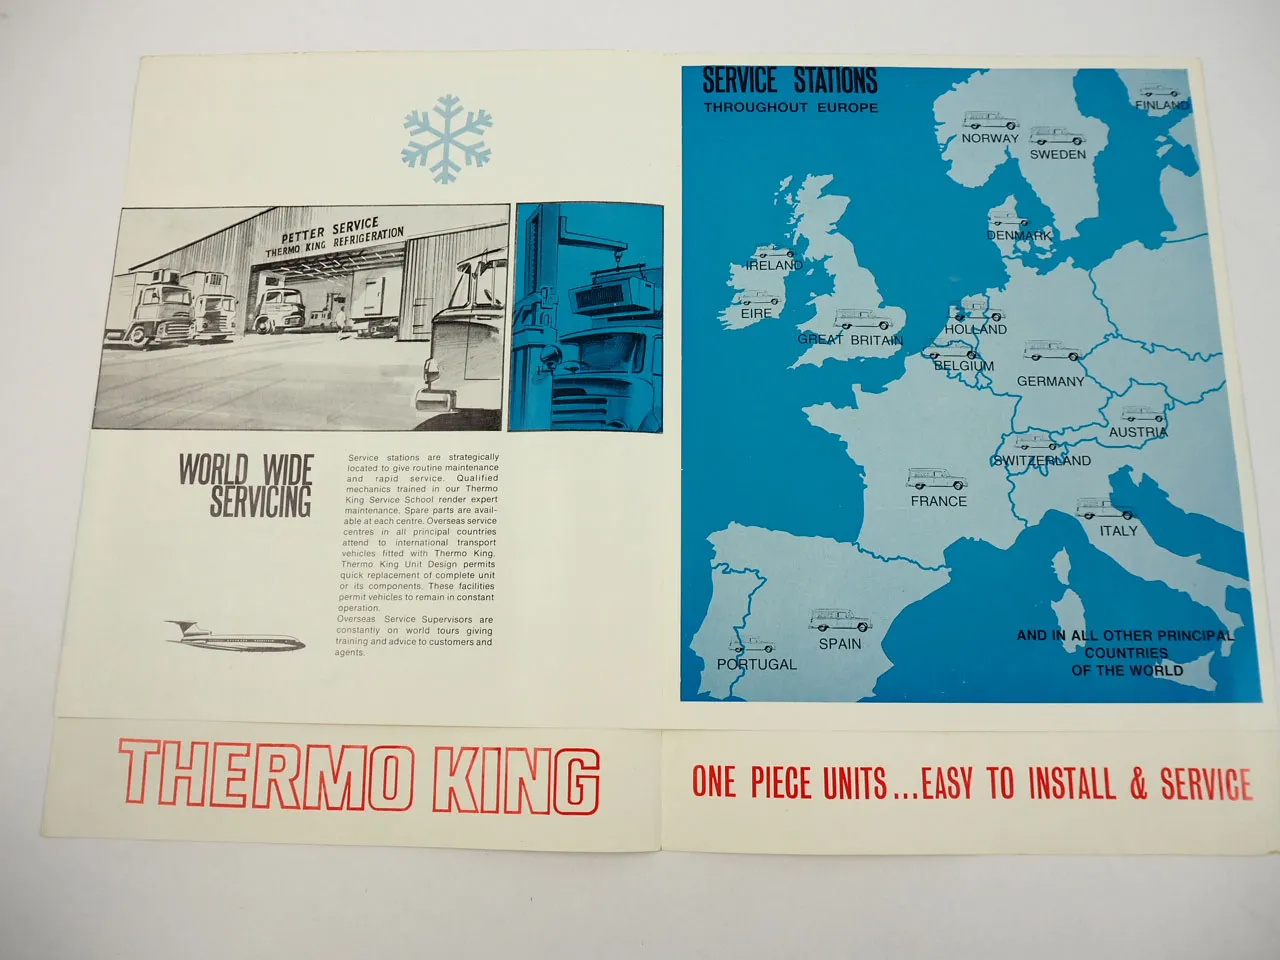 PETTER SERVICE
THERMO KING REFRIGERATION
WORLD WIDE
SERVICING
Service stations are strategically
located to give routine maintenance
and rapid service. Qualified
mechanics trained in our Thermo
King Service School render expert
maintenance. Spare parts are avail-
able at each centre. Overseas service
centres in all principal countries
attend to international transport
vehicles fitted with Thermo King.
Thermo King Unit Design permits
quick replacement of complete unit
or its components. These facilities
permit vehicles to remain in constant
operation.
Overseas Service Supervisors are
constantly on world tours giving
training and advice to customers and
agents.
SERVICE STATIONS
THROUGHOUT EUROPE
FINLAND
NORWAY
SWEDEN
DENMARK
IRELAND
EIRE
GREAT BRITAIN
HOLLAND
BELGIUM
GERMANY
AUSTRIA
SWITZERLAND
FRANCE
ITALY
SPAIN
PORTUGAL
AND IN ALL OTHER PRINCIPAL
COUNTRIES
OF THE WORLD
THERMO KING
ONE PIECE UNITS...EASY TO INSTALL & SERVICE